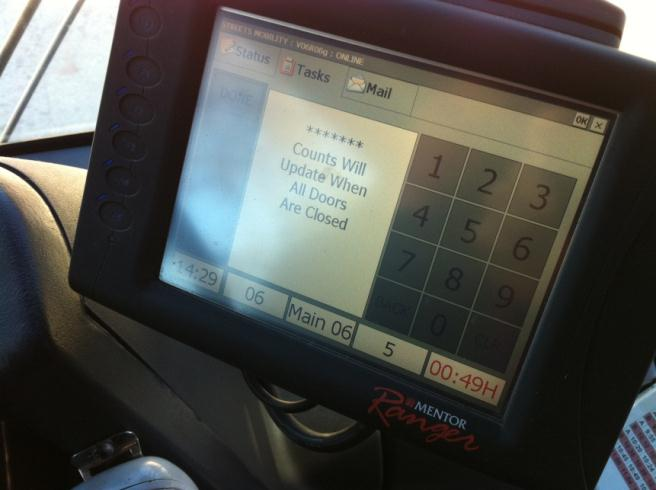 STREETS MOBILITY : V06R06g : ONLINE
Status
Tasks
Mail
OK X
DONE
*******
Counts Will
Update When
All Doors
Are Closed
1 2 3
4 5 6
7 8 9
BACK 0 CLR
14:29
06
Main 06
5
00:49H
MENTOR
Ranger